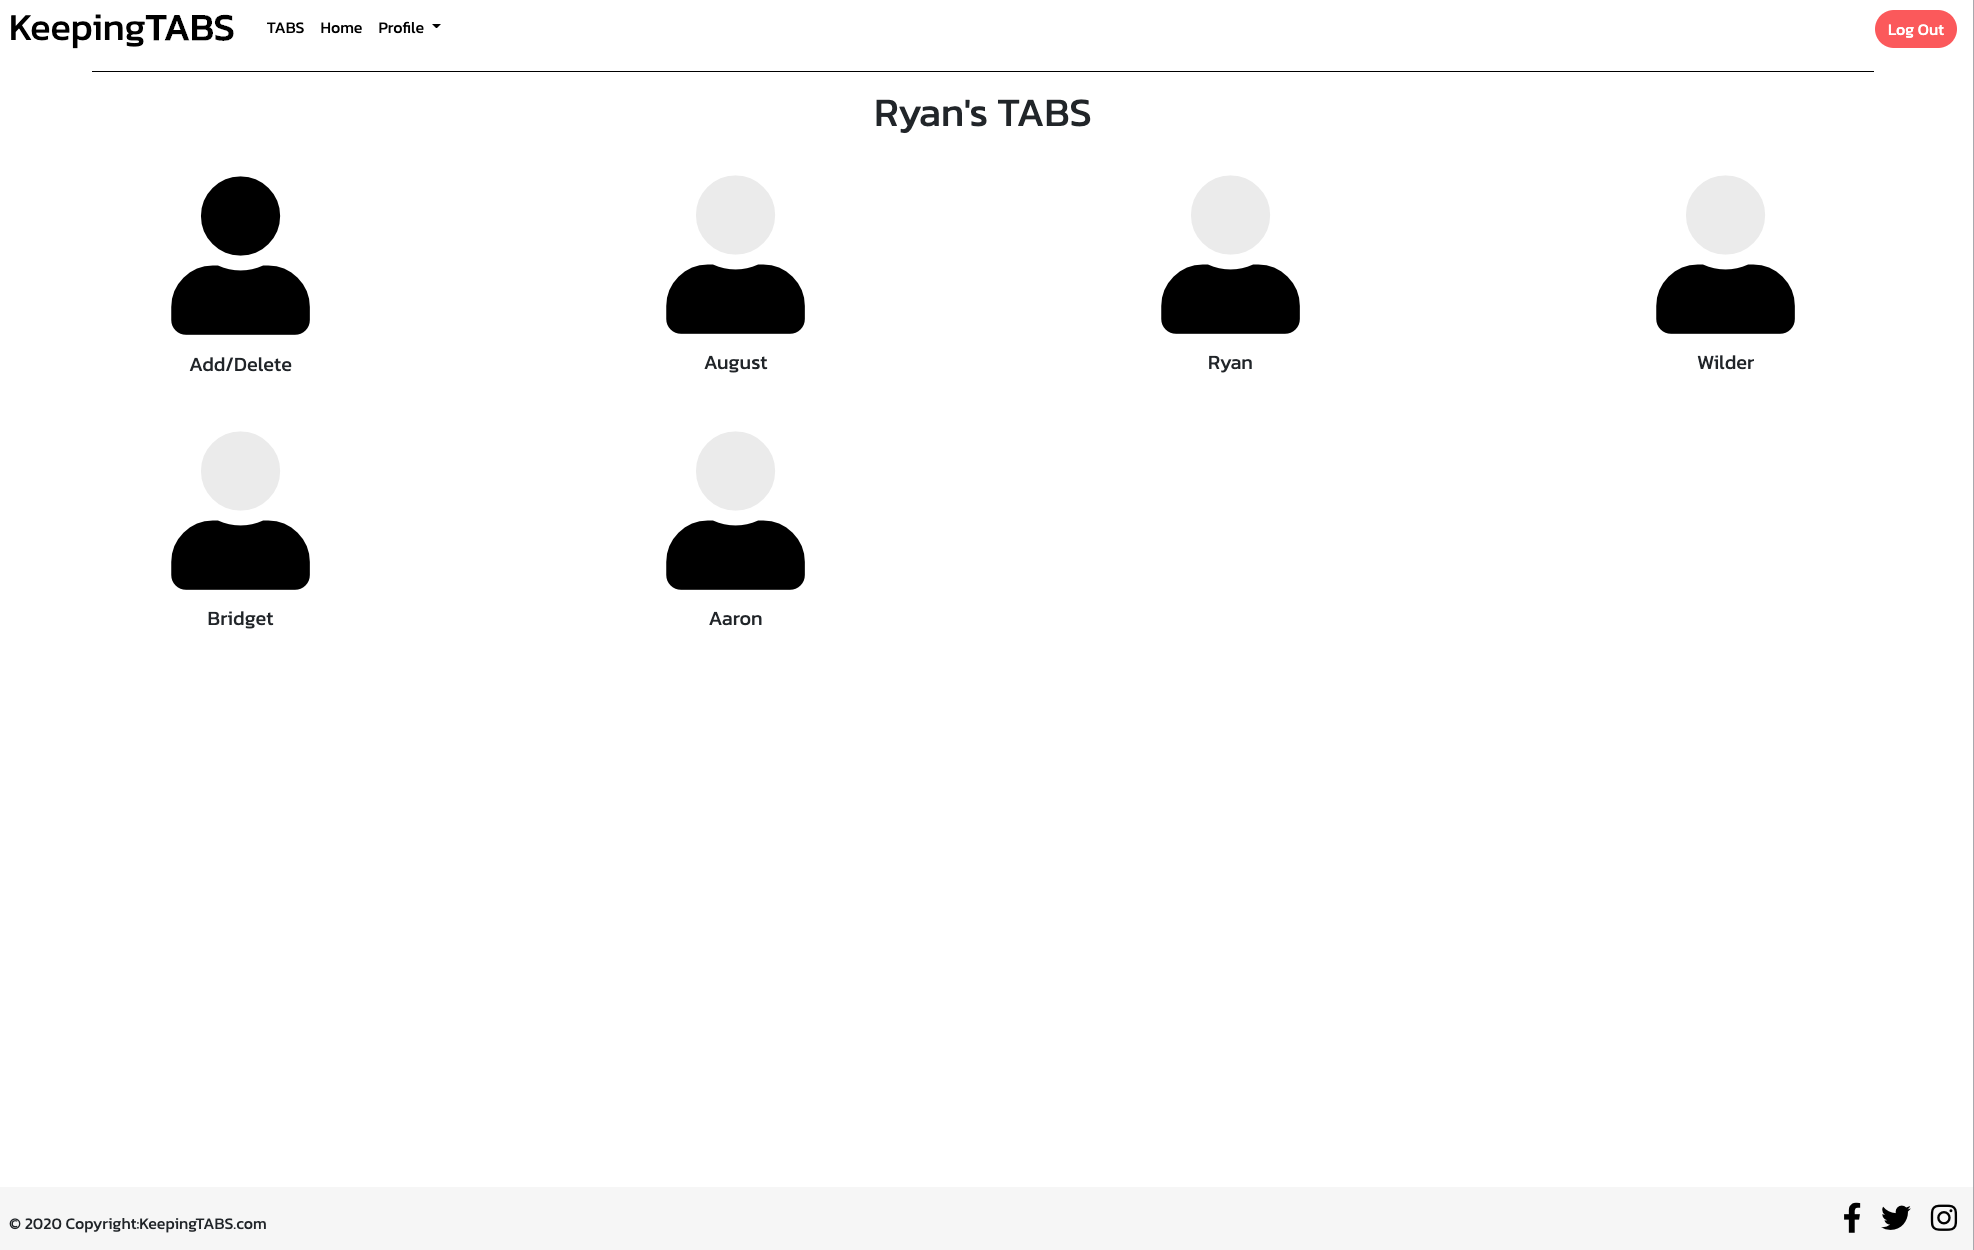 KeepingTABS TABS Home Profile Log Out
Ryan's TABS
Add/Delete August Ryan Wilder
Bridget Aaron
© 2020 Copyright:KeepingTABS.com